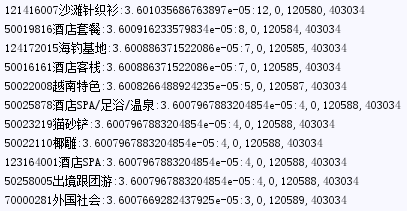 121416007沙滩针织衫:3.601035686763897e-05:12,0,120580,403034
50019816酒店套餐:3.600916233579834e-05:8,0,120584,403034
124172015海钓基地:3.600886371522086e-05:7,0,120585,403034
50016161酒店客栈:3.600886371522086e-05:7,0,120585,403034
50022008越南特色:3.6008266488924235e-05:5,0,120587,403034
50025878酒店SPA/足浴/温泉:3.6007967883204854e-05:4,0,120588,403034
50023219猫砂铲:3.6007967883204854e-05:4,0,120588,403034
50022110椰雕:3.6007967883204854e-05:4,0,120588,403034
123164001酒店SPA:3.6007967883204854e-05:4,0,120588,403034
50258005出境跟团游:3.6007967883204854e-05:4,0,120588,403034
70000281外国社会:3.6007669282437925e-05:3,0,120589,403034